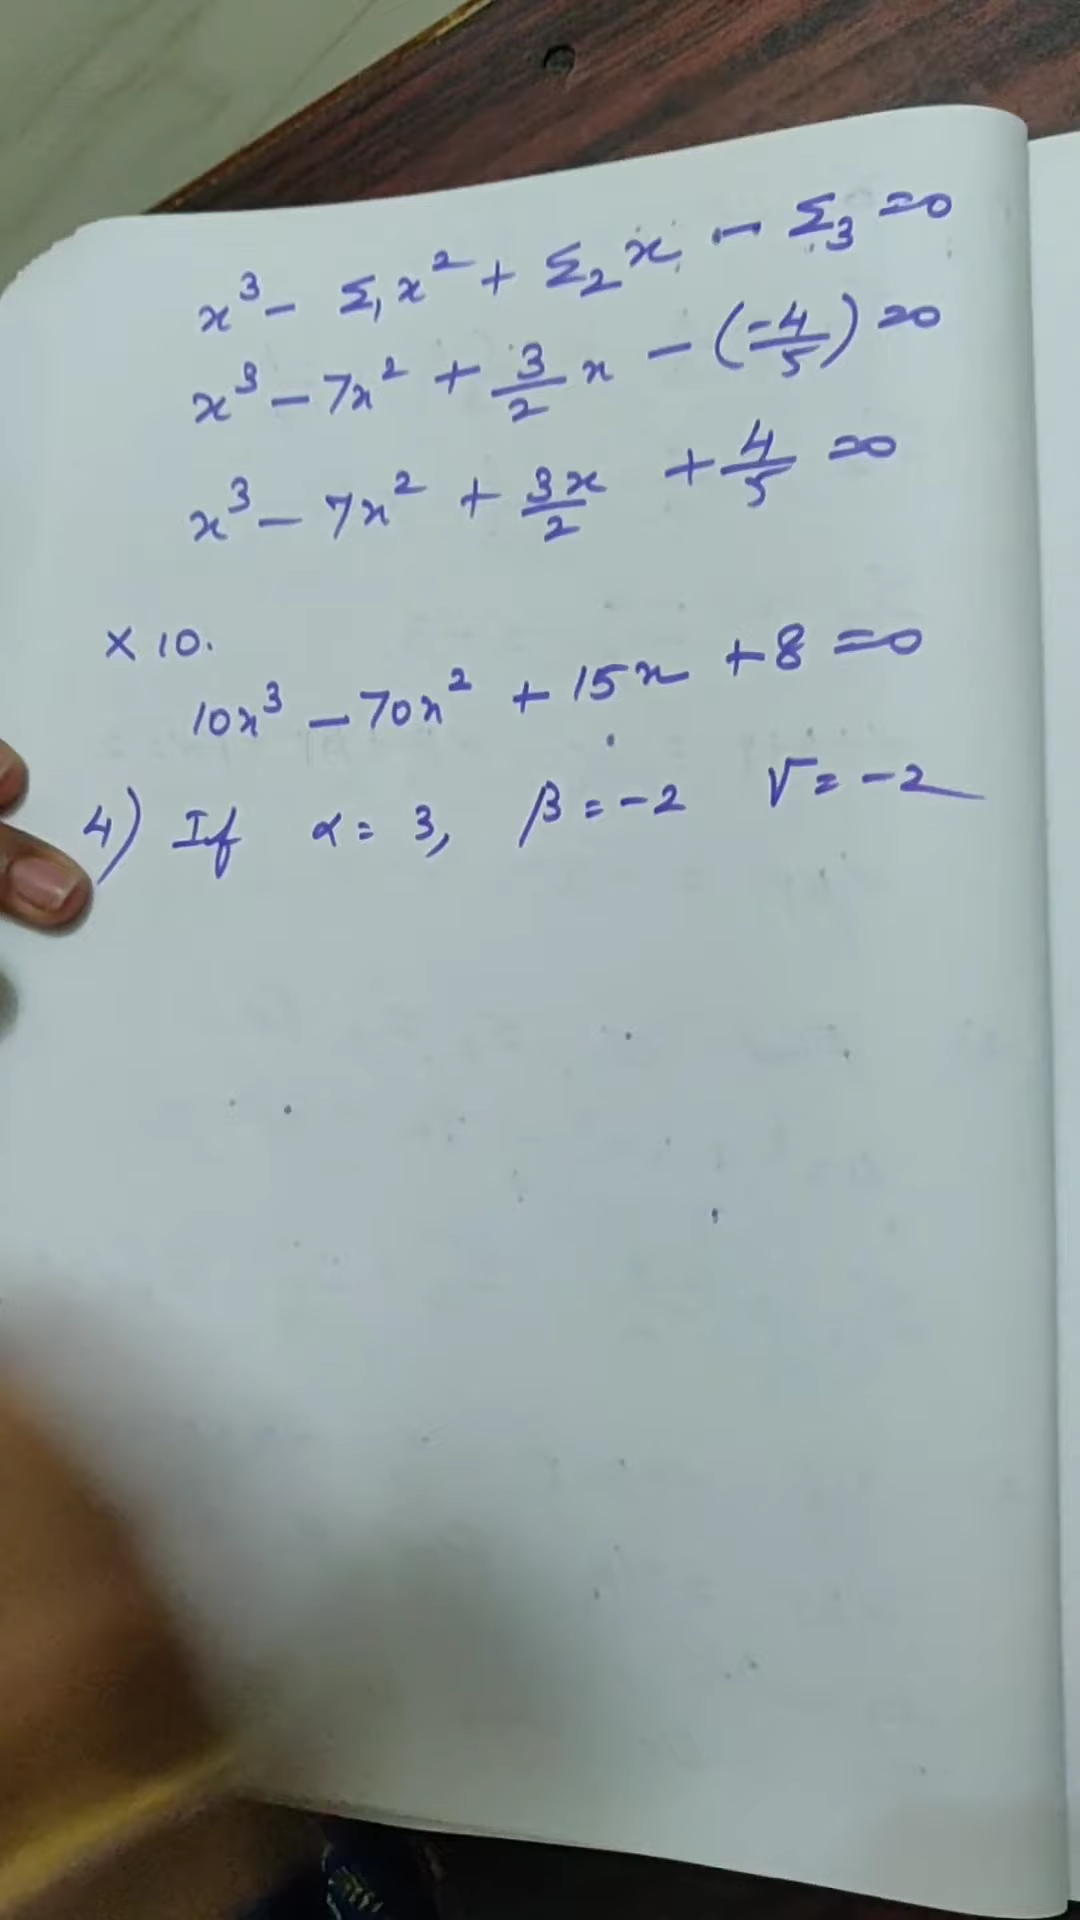 x³ - Σ₁x² + Σ₂x - Σ₃ = 0
x³ - 7x² + 3/2 x - (-4/5) = 0
x³ - 7x² + 3x/2 + 4/5 = 0
× 10.
10x³ - 70x² + 15x + 8 = 0
4) If α = 3, β = -2 γ = -2